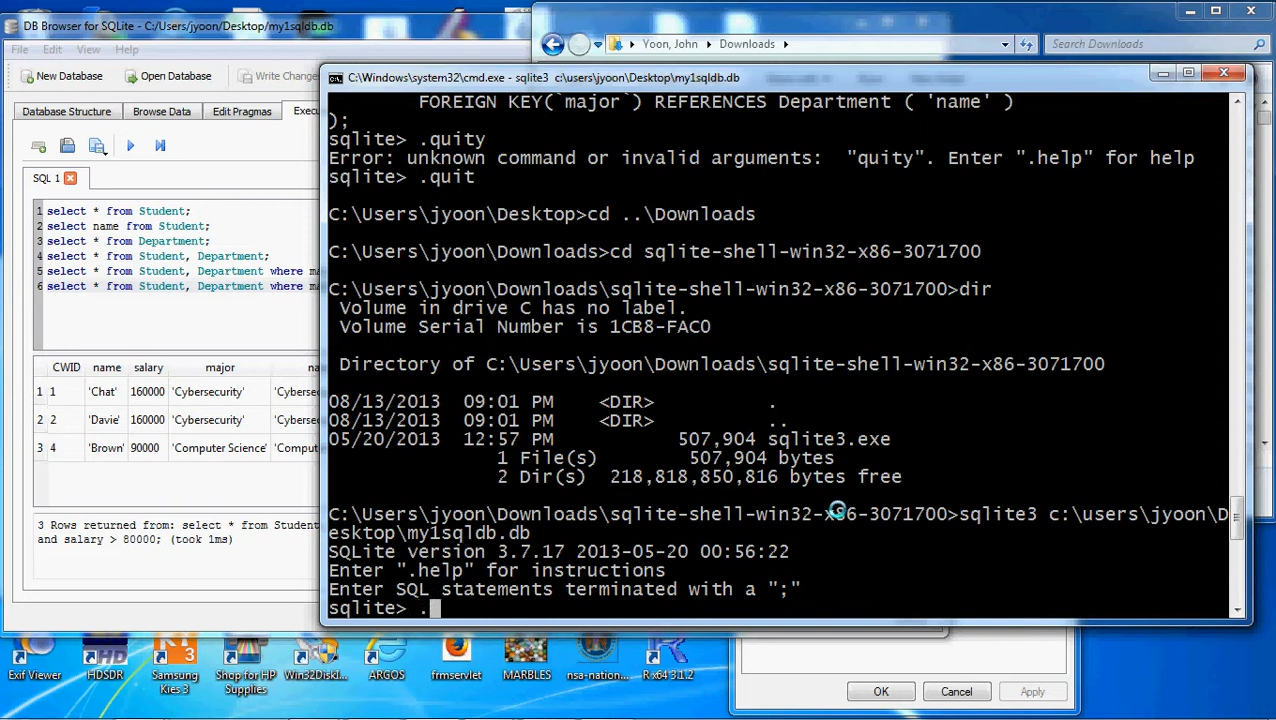 DB Browser for SQLite - C:/Users/jyoon/Desktop/my1sqldb.db
File Edit View Help
New Database Open Database Write Change
Database Structure Browse Data Edit Pragmas Exec
SQL 1
1 select * from Student;
2 select name from Student;
3 select * from Department;
4 select * from Student, Department;
5 select * from Student, Department where ma
6 select * from Student, Department where ma
CWID name salary major na
1 1 'Chat' 160000 'Cybersecurity' 'Cybersecurity'
2 2 'Davie' 160000 'Cybersecurity' 'Cybersecurity'
3 4 'Brown' 90000 'Computer Science' 'Computer
3 Rows returned from: select * from Student
and salary > 80000; (took 1ms)
Yoon, John Downloads
Search Downloads
C:\Windows\system32\cmd.exe - sqlite3 c:\users\jyoon\Desktop\my1sqldb.db
FOREIGN KEY(`major`) REFERENCES Department ( 'name' )
);
sqlite> .quity
Error: unknown command or invalid arguments:  "quity". Enter ".help" for help
sqlite> .quit
C:\Users\jyoon\Desktop>cd ..\Downloads
C:\Users\jyoon\Downloads>cd sqlite-shell-win32-x86-3071700
C:\Users\jyoon\Downloads\sqlite-shell-win32-x86-3071700>dir
Volume in drive C has no label.
Volume Serial Number is 1CB8-FAC0
Directory of C:\Users\jyoon\Downloads\sqlite-shell-win32-x86-3071700
08/13/2013  09:01 PM    <DIR>          .
08/13/2013  09:01 PM    <DIR>          ..
05/20/2013  12:57 PM           507,904 sqlite3.exe
1 File(s)        507,904 bytes
2 Dir(s)  218,818,850,816 bytes free
C:\Users\jyoon\Downloads\sqlite-shell-win32-x86-3071700>sqlite3 c:\users\jyoon\D
esktop\my1sqldb.db
SQLite version 3.7.17 2013-05-20 00:56:22
Enter ".help" for instructions
Enter SQL statements terminated with a ";"
sqlite> .
OK Cancel Apply
Exif Viewer HDSDR Samsung Kies 3 Shop for HP Supplies Win32DiskI... ARGOS frmservlet MARBLES nsa-nation... R x64 3.1.2